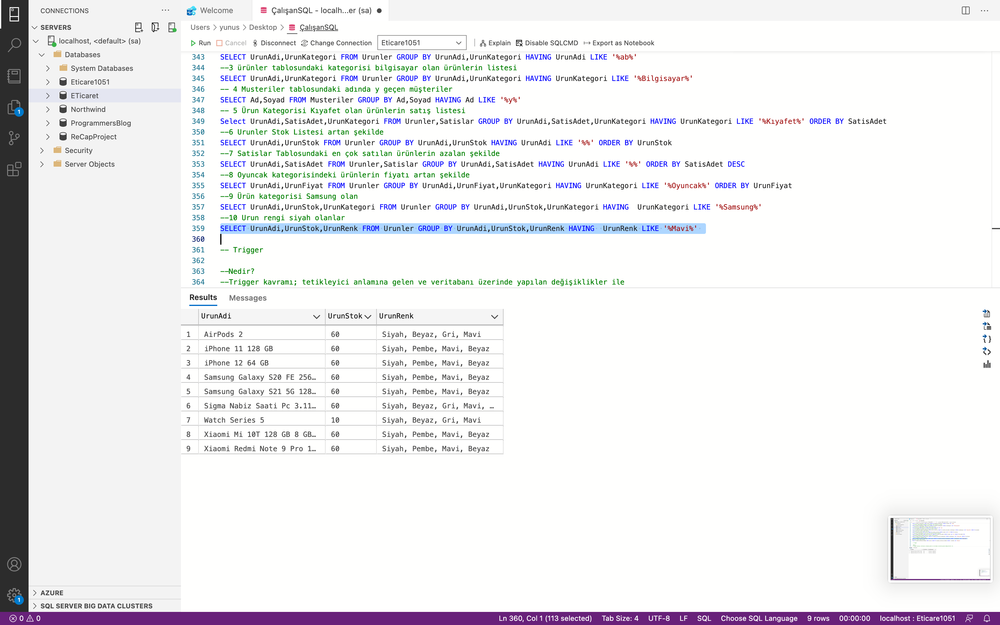 CONNECTIONS
SERVERS
localhost, <default> (sa)
Databases
System Databases
Eticare1051
ETicaret
Northwind
ProgrammersBlog
ReCapProject
Security
Server Objects
AZURE
SQL SERVER BIG DATA CLUSTERS
1
1
Welcome
ÇalışanSQL - localh...er (sa)
Users > yunus > Desktop > ÇalışanSQL
Run Cancel Disconnect Change Connection Eticare1051 Explain Disable SQLCMD Export as Notebook
343 SELECT UrunAdi,UrunKategori FROM Urunler GROUP BY UrunAdi,UrunKategori HAVING UrunAdi LIKE '%ab%'
344 --3 ürünler tablosundaki kategorisi bilgisayar olan ürünlerin listesi
345 SELECT UrunAdi,UrunKategori FROM Urunler GROUP BY UrunAdi,UrunKategori HAVING UrunKategori LIKE '%Bilgisayar%'
346 -- 4 Musteriler tablosundaki adında y geçen müşteriler
347 SELECT Ad,Soyad FROM Musteriler GROUP BY Ad,Soyad HAVING Ad LIKE '%y%'
348 -- 5 Ürun Kategorisi Kıyafet olan ürünlerin satış listesi
349 Select UrunAdi,SatisAdet,UrunKategori FROM Urunler,Satislar GROUP BY UrunAdi,SatisAdet,UrunKategori HAVING UrunKategori LIKE '%Kıyafet%' ORDER BY SatisAdet
350 --6 Urunler Stok Listesi artan şekilde
351 SELECT UrunAdi,UrunStok FROM Urunler GROUP BY UrunAdi,UrunStok HAVING UrunAdi LIKE '%%' ORDER BY UrunStok
352 --7 Satislar Tablosundaki en çok satılan ürünlerin azalan şekilde
353 SELECT UrunAdi,SatisAdet FROM Urunler,Satislar GROUP BY UrunAdi,SatisAdet HAVING UrunAdi LIKE '%%' ORDER BY SatisAdet DESC
354 --8 Oyuncak kategorisindeki ürünlerin fiyatı artan şekilde
355 SELECT UrunAdi,UrunFiyat FROM Urunler GROUP BY UrunAdi,UrunFiyat,UrunKategori HAVING UrunKategori LIKE '%Oyuncak%' ORDER BY UrunFiyat
356 --9 Ürün kategorisi Samsung olan
357 SELECT UrunAdi,UrunStok,UrunKategori FROM Urunler GROUP BY UrunAdi,UrunStok,UrunKategori HAVING  UrunKategori LIKE '%Samsung%'
358 --10 Urun rengi siyah olanlar
359 SELECT UrunAdi,UrunStok,UrunRenk FROM Urunler GROUP BY UrunAdi,UrunStok,UrunRenk HAVING  UrunRenk LIKE '%Mavi%'
360
361 -- Trigger
362
363 --Nedir?
364 --Trigger kavramı; tetikleyici anlamına gelen ve veritabanı üzerinde yapılan değişiklikler ile
Results Messages
UrunAdi UrunStok UrunRenk
1 AirPods 2 60 Siyah, Beyaz, Gri, Mavi
2 iPhone 11 128 GB 60 Siyah, Pembe, Mavi, Beyaz
3 iPhone 12 64 GB 60 Siyah, Pembe, Mavi, Beyaz
4 Samsung Galaxy S20 FE 256… 60 Siyah, Pembe, Mavi, Beyaz
5 Samsung Galaxy S21 5G 128… 60 Siyah, Pembe, Mavi, Beyaz
6 Sigma Nabiz Saati Pc 3.11… 60 Siyah, Beyaz, Gri, Mavi, …
7 Watch Series 5 10 Siyah, Beyaz, Gri, Mavi
8 Xiaomi Mi 10T 128 GB 8 GB… 60 Siyah, Pembe, Mavi, Beyaz
9 Xiaomi Redmi Note 9 Pro 1… 60 Siyah, Pembe, Mavi, Beyaz
0 0 Ln 360, Col 1 (113 selected) Tab Size: 4 UTF-8 LF SQL Choose SQL Language 9 rows 00:00:00 localhost : Eticare1051